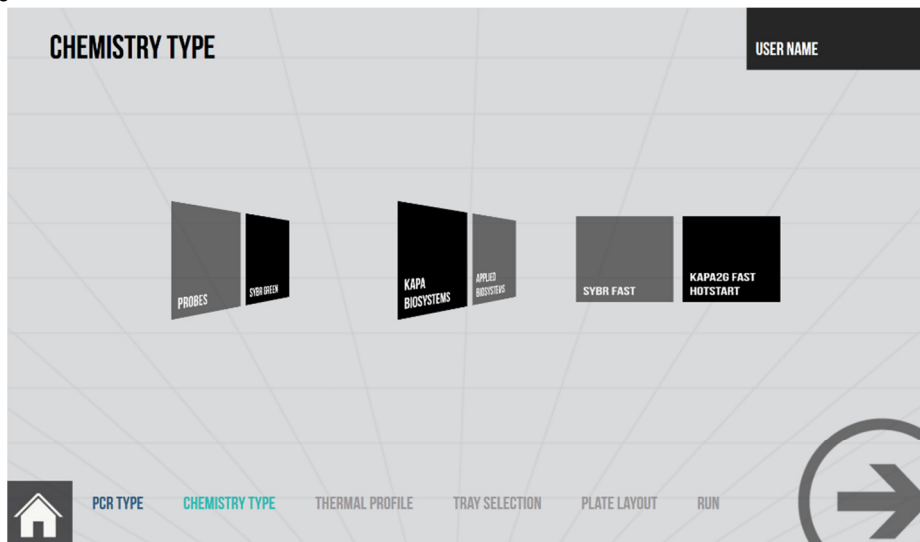 CHEMISTRY TYPE
USER NAME
PROBES
SYBR GREEN
KAPA
BIOSYSTEMS
APPLIED
BIOSYSTEMS
SYBR FAST
KAPA2G FAST
HOTSTART
PCR TYPE
CHEMISTRY TYPE
THERMAL PROFILE
TRAY SELECTION
PLATE LAYOUT
RUN